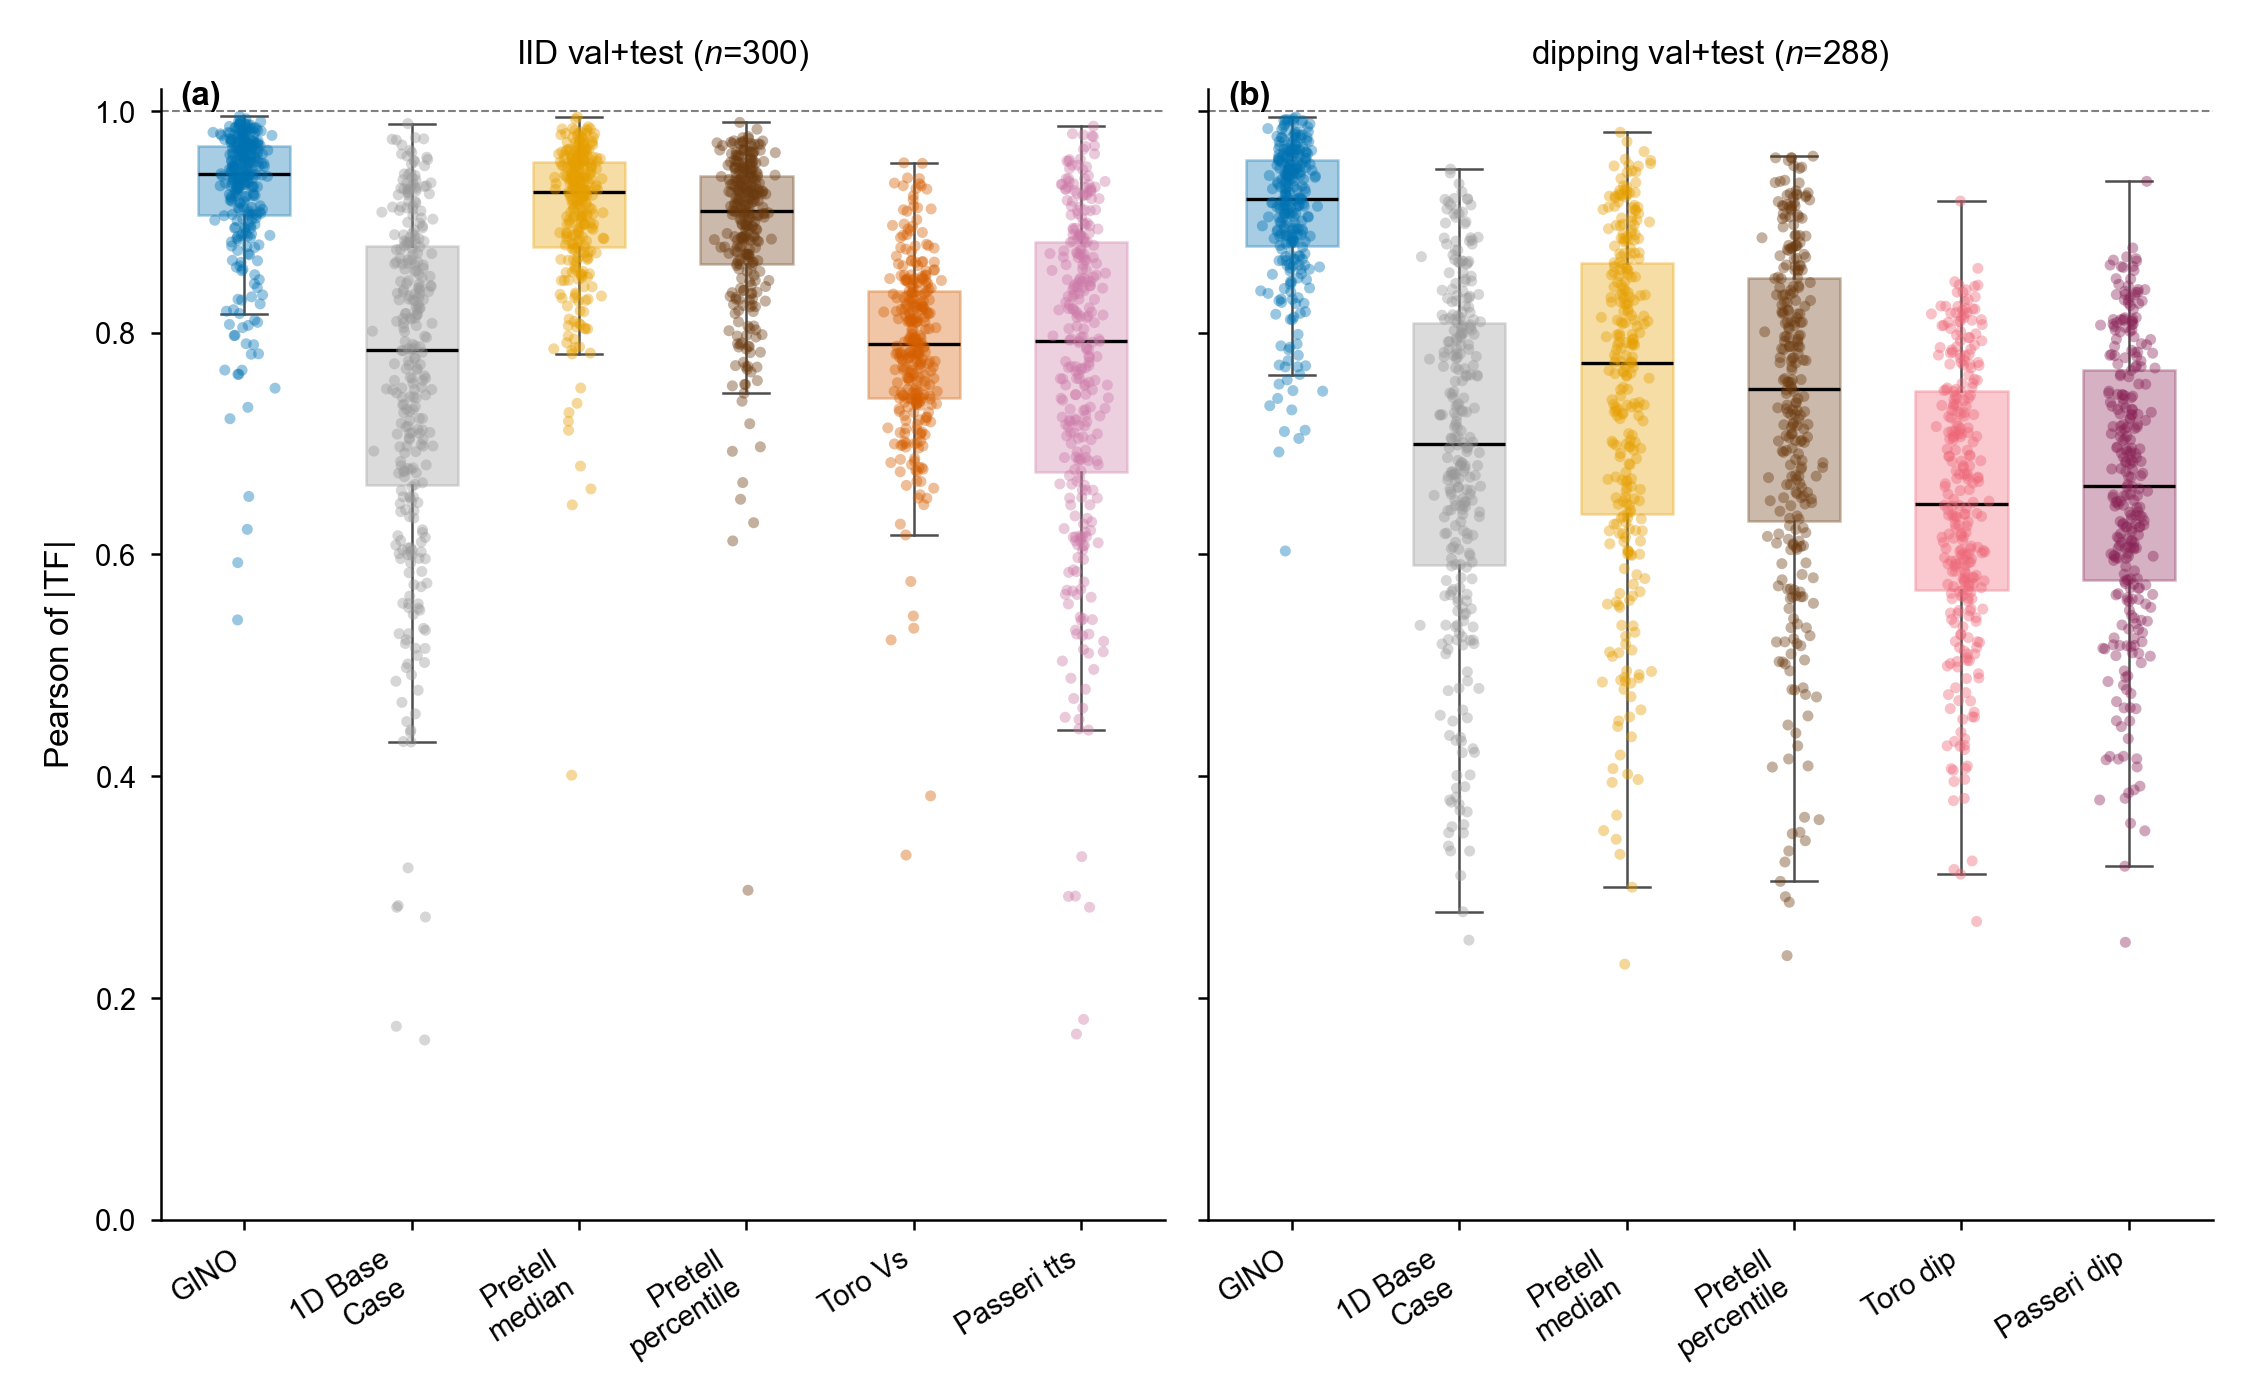 IID val+test (n=300)
dipping val+test (n=288)
(a)
(b)
Pearson of |TF|
1.0
0.8
0.6
0.4
0.2
0.0
GINO
1D Base
Case
Pretell
median
Pretell
percentile
Toro Vs
Passeri tts
GINO
1D Base
Case
Pretell
median
Pretell
percentile
Toro dip
Passeri dip